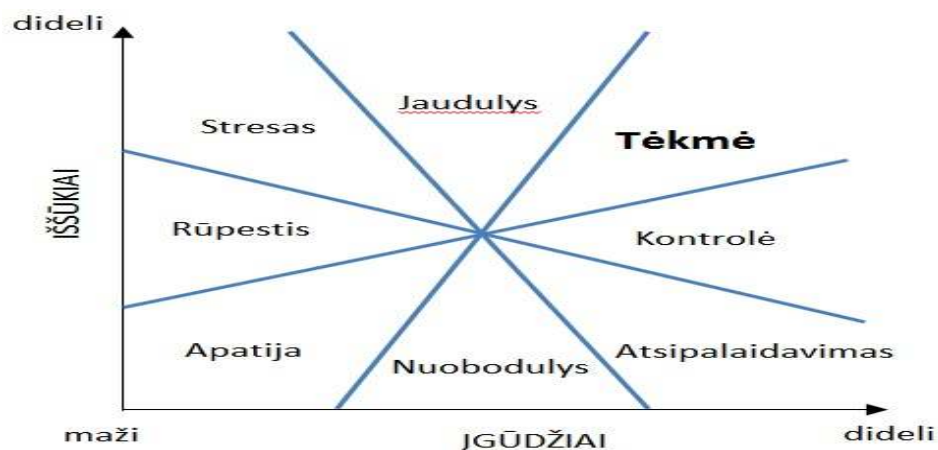 dideli
Jaudulys
Stresas
Tėkmė
IŠŠŪKIAI
Rūpestis
Kontrolė
Apatija
Nuobodulys
Atsipalaidavimas
maži
ĮGŪDŽIAI
dideli